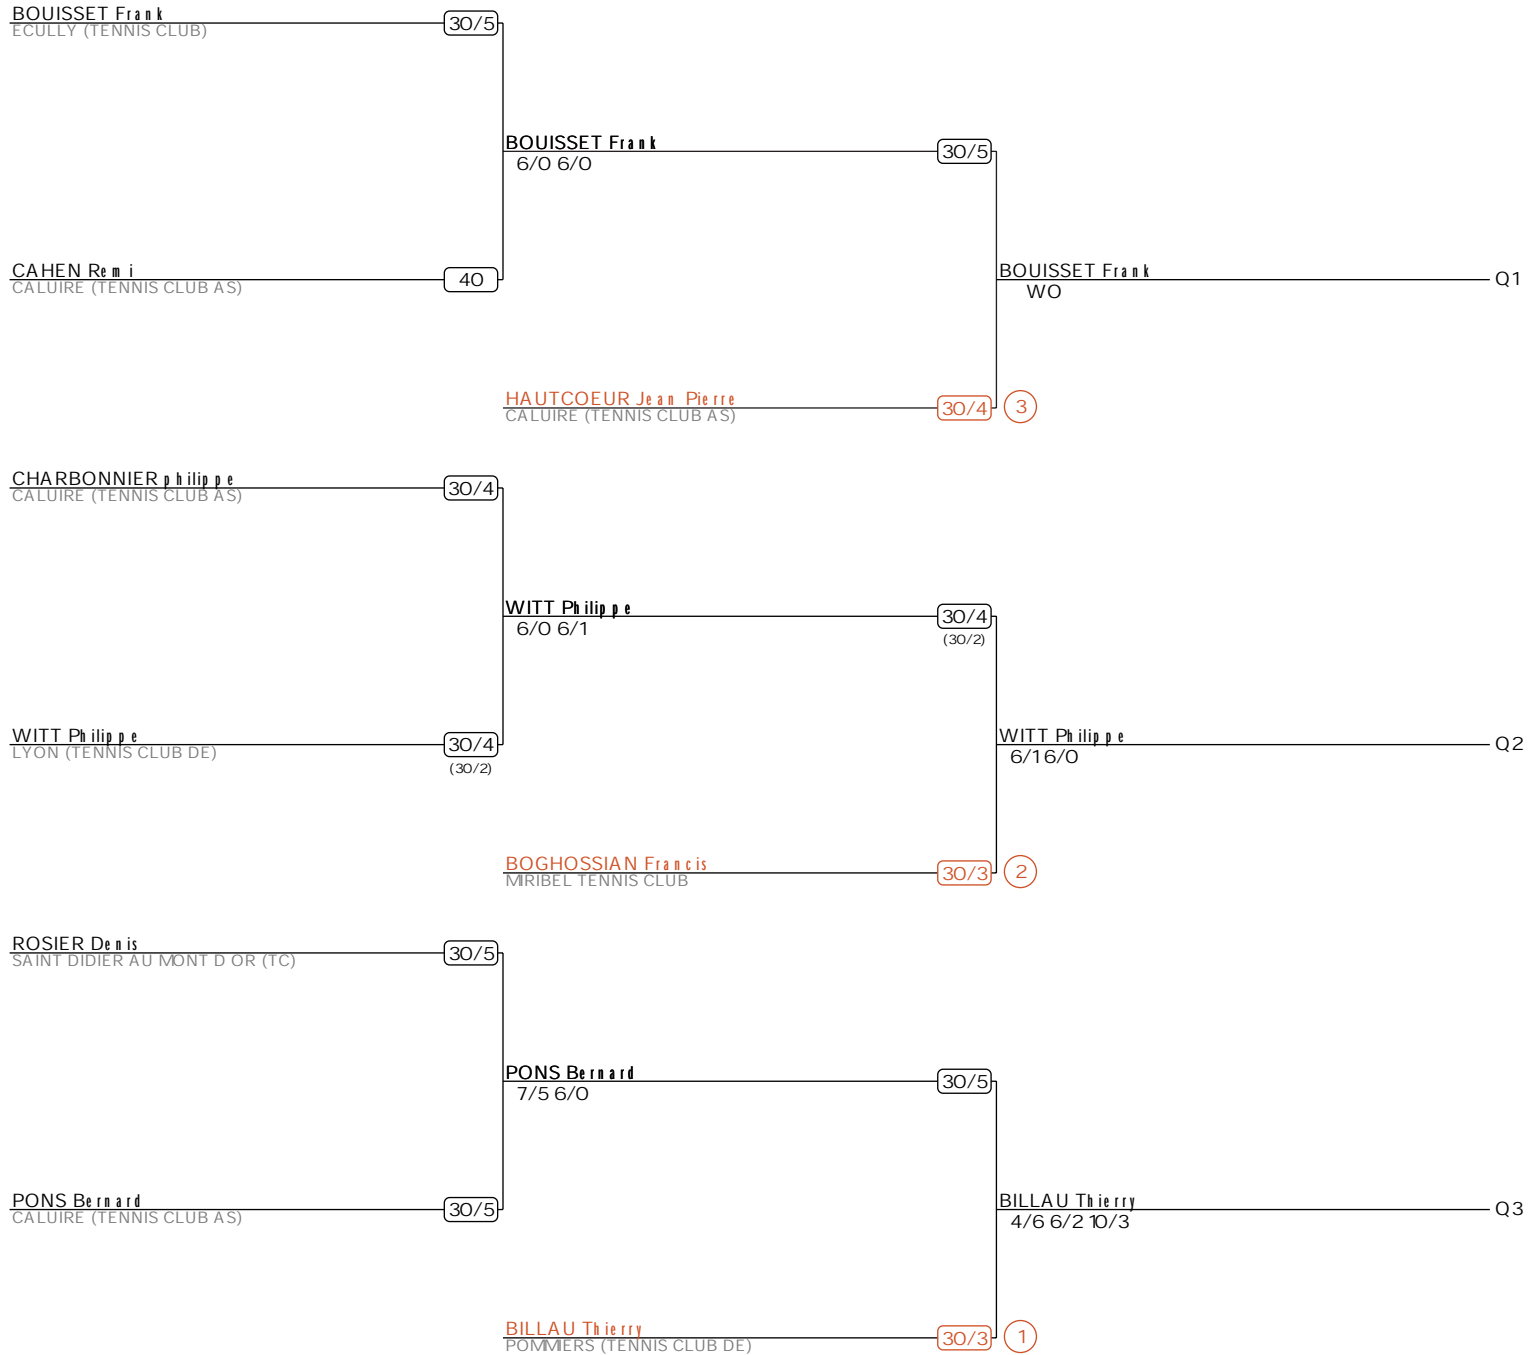 BOUISSET Frank
ECULLY (TENNIS CLUB)
30/5
BOUISSET Frank
6/0 6/0
30/5
CAHEN Remi
CALUIRE (TENNIS CLUB AS)
40
BOUISSET Frank
WO
Q1
HAUTCOEUR Jean Pierre
CALUIRE (TENNIS CLUB AS)
30/4
3
CHARBONNIER philippe
CALUIRE (TENNIS CLUB AS)
30/4
WITT Philippe
6/0 6/1
30/4
(30/2)
WITT Philippe
LYON (TENNIS CLUB DE)
30/4
(30/2)
WITT Philippe
6/1 6/0
Q2
BOGHOSSIAN Francis
MIRIBEL TENNIS CLUB
30/3
2
ROSIER Denis
SAINT DIDIER AU MONT D OR (TC)
30/5
PONS Bernard
7/5 6/0
30/5
PONS Bernard
CALUIRE (TENNIS CLUB AS)
30/5
BILLAU Thierry
4/6 6/2 10/3
Q3
BILLAU Thierry
POMMIERS (TENNIS CLUB DE)
30/3
1